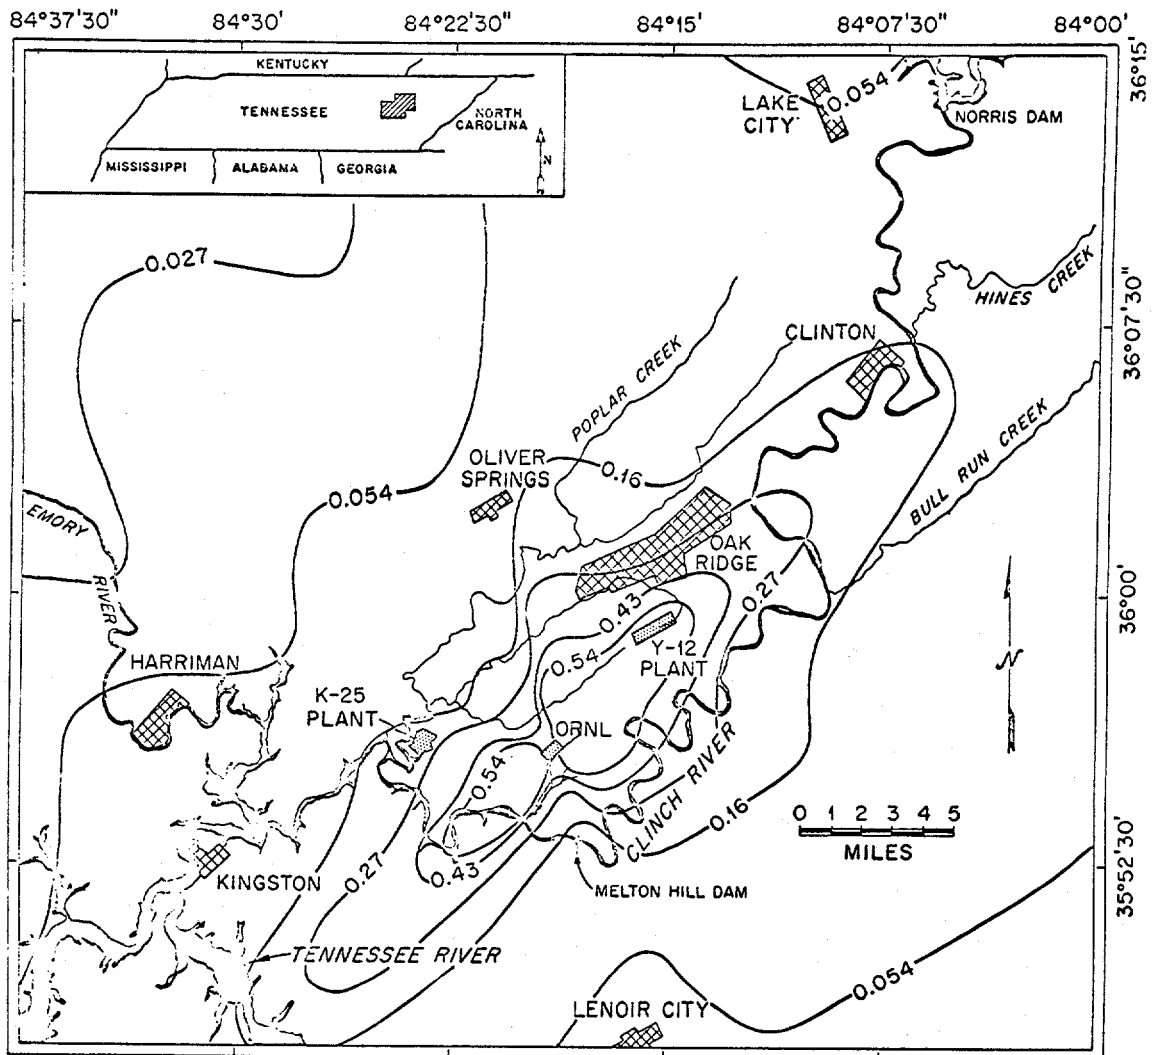 84°37'30" 84°30' 84°22'30" 84°15' 84°07'30" 84°00'
36°15'
KENTUCKY
TENNESSEE
NORTH
CAROLINA
MISSISSIPPI
ALABAMA
GEORGIA
N
LAKE
CITY
0.054
NORRIS DAM
0.027
HINES CREEK
36°07'30"
CLINTON
POPLAR CREEK
OLIVER
SPRINGS
0.16
BULL RUN CREEK
0.054
EMORY
RIVER
OAK
RIDGE
0.27
36°00'
0.43
0.54
Y-12
PLANT
N
HARRIMAN
K-25
PLANT
ORNL
0.54
CLINCH RIVER
0.16
0 1 2 3 4 5
MILES
35°52'30"
KINGSTON
0.27
0.43
MELTON HILL DAM
TENNESSEE RIVER
0.054
LENOIR CITY